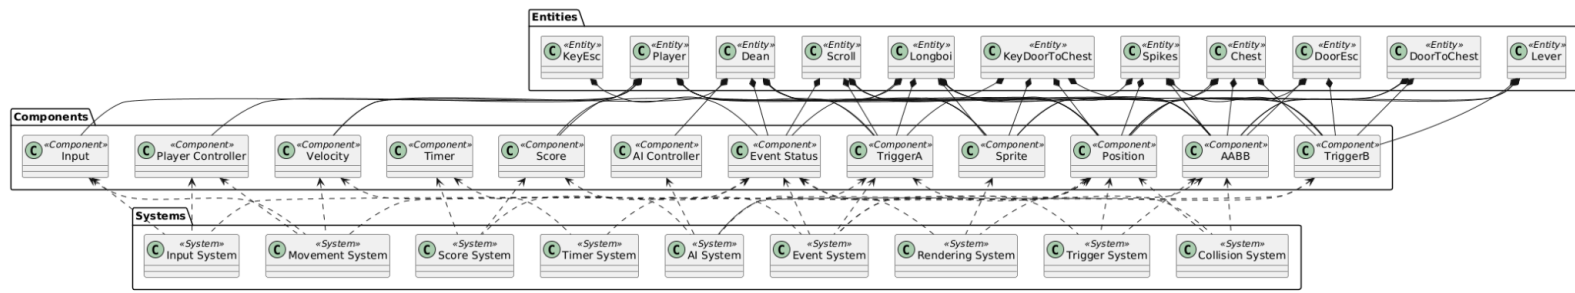 Entities
C «Entity» KeyEsc
C «Entity» Player
C «Entity» Dean
C «Entity» Scroll
C «Entity» Longboi
C «Entity» KeyDoorToChest
C «Entity» Spikes
C «Entity» Chest
C «Entity» DoorEsc
C «Entity» DoorToChest
C «Entity» Lever
Components
C «Component» Input
C «Component» Player Controller
C «Component» Velocity
C «Component» Timer
C «Component» Score
C «Component» AI Controller
C «Component» Event Status
C «Component» TriggerA
C «Component» Sprite
C «Component» Position
C «Component» AABB
C «Component» TriggerB
Systems
C «System» Input System
C «System» Movement System
C «System» Score System
C «System» Timer System
C «System» AI System
C «System» Event System
C «System» Rendering System
C «System» Trigger System
C «System» Collision System